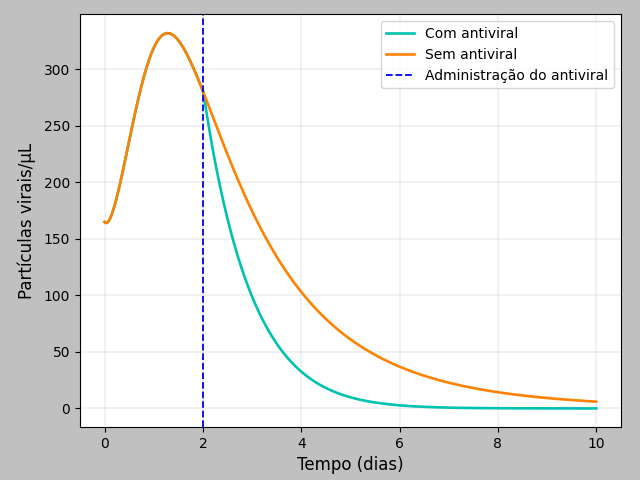 Com antiviral
Sem antiviral
Administração do antiviral
Partículas virais/μL
300
250
200
150
100
50
0
0 2 4 6 8 10
Tempo (dias)